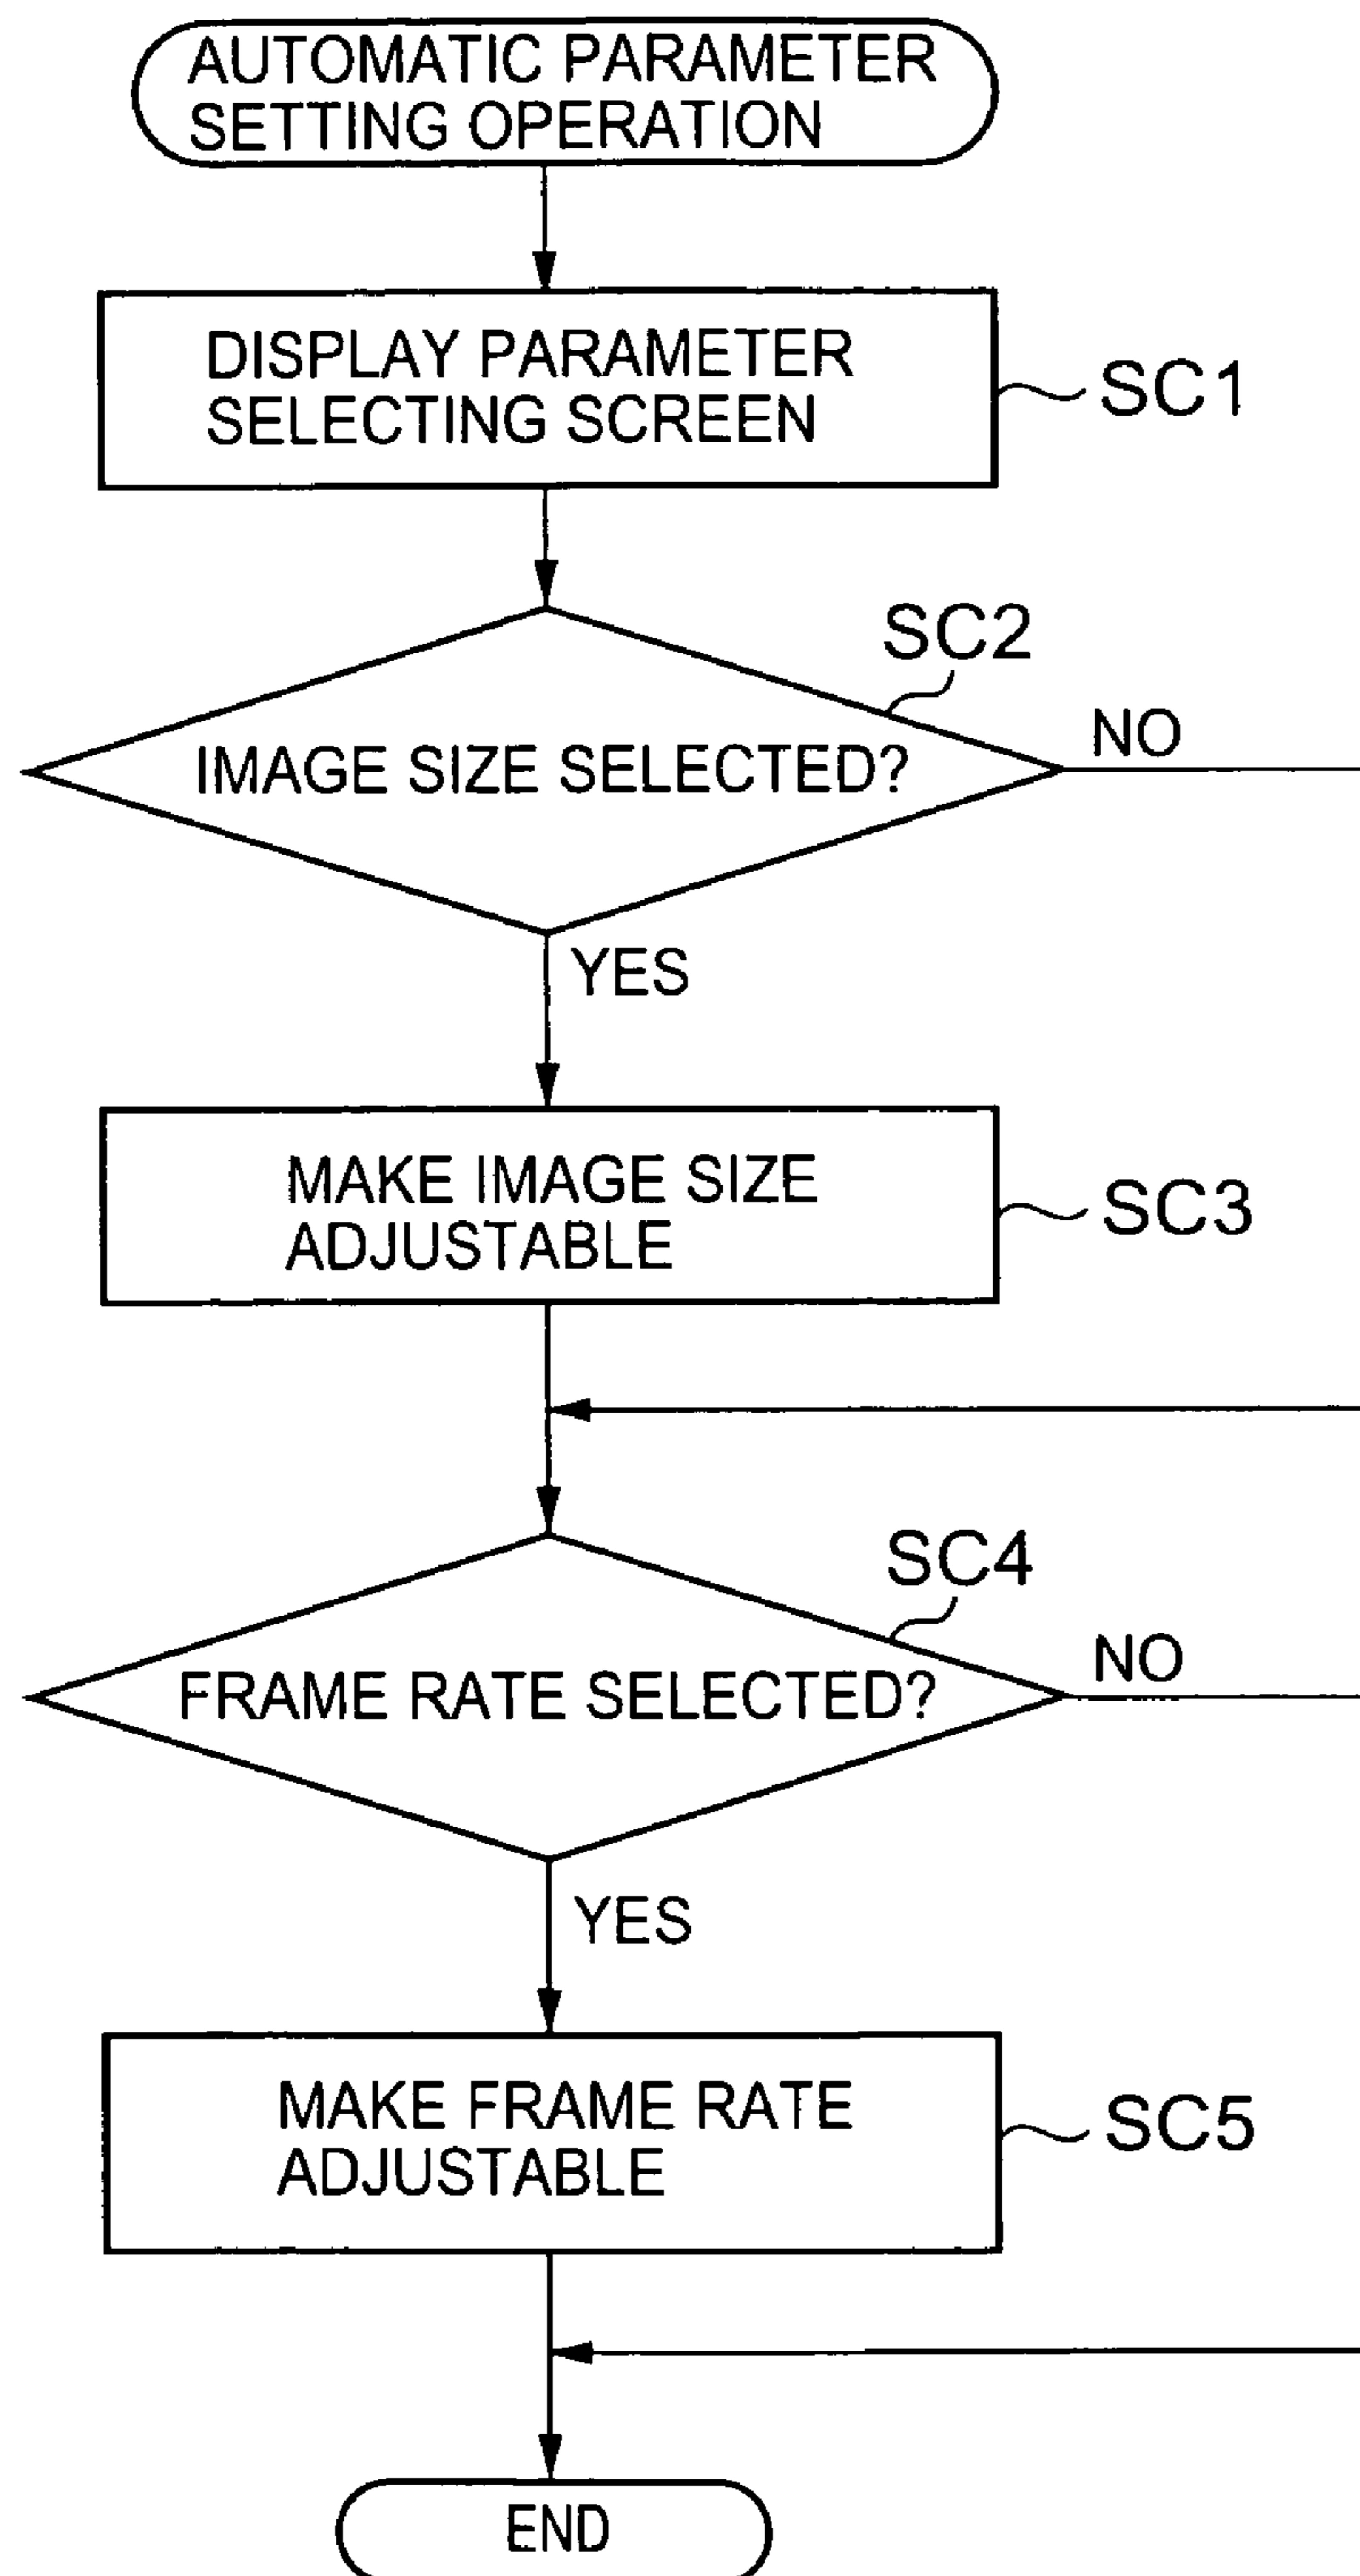 AUTOMATIC PARAMETER
SETTING OPERATION
DISPLAY PARAMETER
SELECTING SCREEN
SC1
SC2
IMAGE SIZE SELECTED?
NO
YES
MAKE IMAGE SIZE
ADJUSTABLE
SC3
SC4
FRAME RATE SELECTED?
NO
YES
MAKE FRAME RATE
ADJUSTABLE
SC5
END